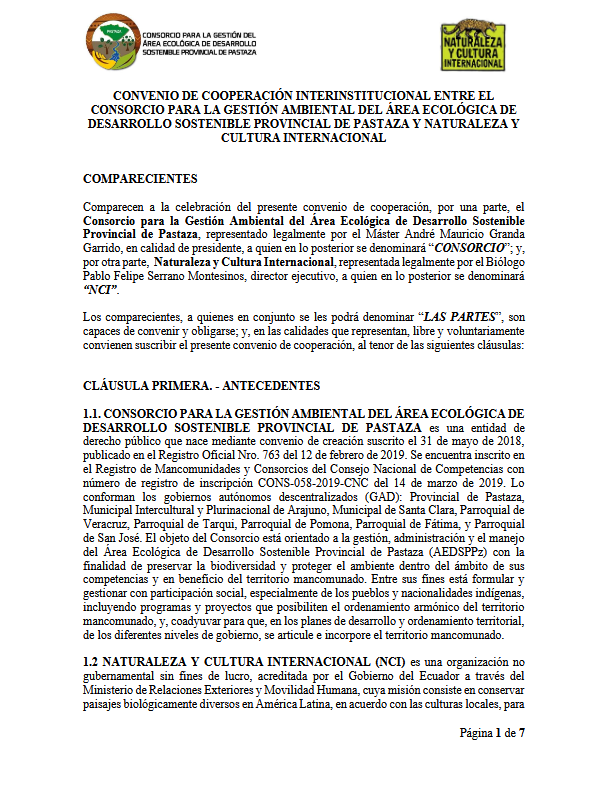 CONSORCIO PARA LA GESTIÓN DEL
ÁREA ECOLÓGICA DE DESARROLLO
SOSTENIBLE PROVINCIAL DE PASTAZA
NATURALEZA
Y CULTURA
INTERNACIONAL
CONVENIO DE COOPERACIÓN INTERINSTITUCIONAL ENTRE EL
CONSORCIO PARA LA GESTIÓN AMBIENTAL DEL ÁREA ECOLÓGICA DE
DESARROLLO SOSTENIBLE PROVINCIAL DE PASTAZA Y NATURALEZA Y
CULTURA INTERNACIONAL
COMPARECIENTES
Comparecen a la celebración del presente convenio de cooperación, por una parte, el
Consorcio para la Gestión Ambiental del Área Ecológica de Desarrollo Sostenible
Provincial de Pastaza, representado legalmente por el Máster André Mauricio Granda
Garrido, en calidad de presidente, a quien en lo posterior se denominará “CONSORCIO”; y,
por otra parte, Naturaleza y Cultura Internacional, representada legalmente por el Biólogo
Pablo Felipe Serrano Montesinos, director ejecutivo, a quien en lo posterior se denominará
“NCI”.
Los comparecientes, a quienes en conjunto se les podrá denominar “LAS PARTES”, son
capaces de convenir y obligarse; y, en las calidades que representan, libre y voluntariamente
convienen suscribir el presente convenio de cooperación, al tenor de las siguientes cláusulas:
CLÁUSULA PRIMERA. - ANTECEDENTES
1.1. CONSORCIO PARA LA GESTIÓN AMBIENTAL DEL ÁREA ECOLÓGICA DE
DESARROLLO SOSTENIBLE PROVINCIAL DE PASTAZA es una entidad de
derecho público que nace mediante convenio de creación suscrito el 31 de mayo de 2018,
publicado en el Registro Oficial Nro. 763 del 12 de febrero de 2019. Se encuentra inscrito en
el Registro de Mancomunidades y Consorcios del Consejo Nacional de Competencias con
número de registro de inscripción CONS-058-2019-CNC del 14 de marzo de 2019. Lo
conforman los gobiernos autónomos descentralizados (GAD): Provincial de Pastaza,
Municipal Intercultural y Plurinacional de Arajuno, Municipal de Santa Clara, Parroquial de
Veracruz, Parroquial de Tarqui, Parroquial de Pomona, Parroquial de Fátima, y Parroquial
de San José. El objeto del Consorcio está orientado a la gestión, administración y el manejo
del Área Ecológica de Desarrollo Sostenible Provincial de Pastaza (AEDSPPz) con la
finalidad de preservar la biodiversidad y proteger el ambiente dentro del ámbito de sus
competencias y en beneficio del territorio mancomunado. Entre sus fines está formular y
gestionar con participación social, especialmente de los pueblos y nacionalidades indígenas,
incluyendo programas y proyectos que posibiliten el ordenamiento armónico del territorio
mancomunado, y, coadyuvar para que, en los planes de desarrollo y ordenamiento territorial,
de los diferentes niveles de gobierno, se articule e incorpore el territorio mancomunado.
1.2 NATURALEZA Y CULTURA INTERNACIONAL (NCI) es una organización no
gubernamental sin fines de lucro, acreditada por el Gobierno del Ecuador a través del
Ministerio de Relaciones Exteriores y Movilidad Humana, cuya misión consiste en conservar
paisajes biológicamente diversos en América Latina, en acuerdo con las culturas locales, para
Página 1 de 7